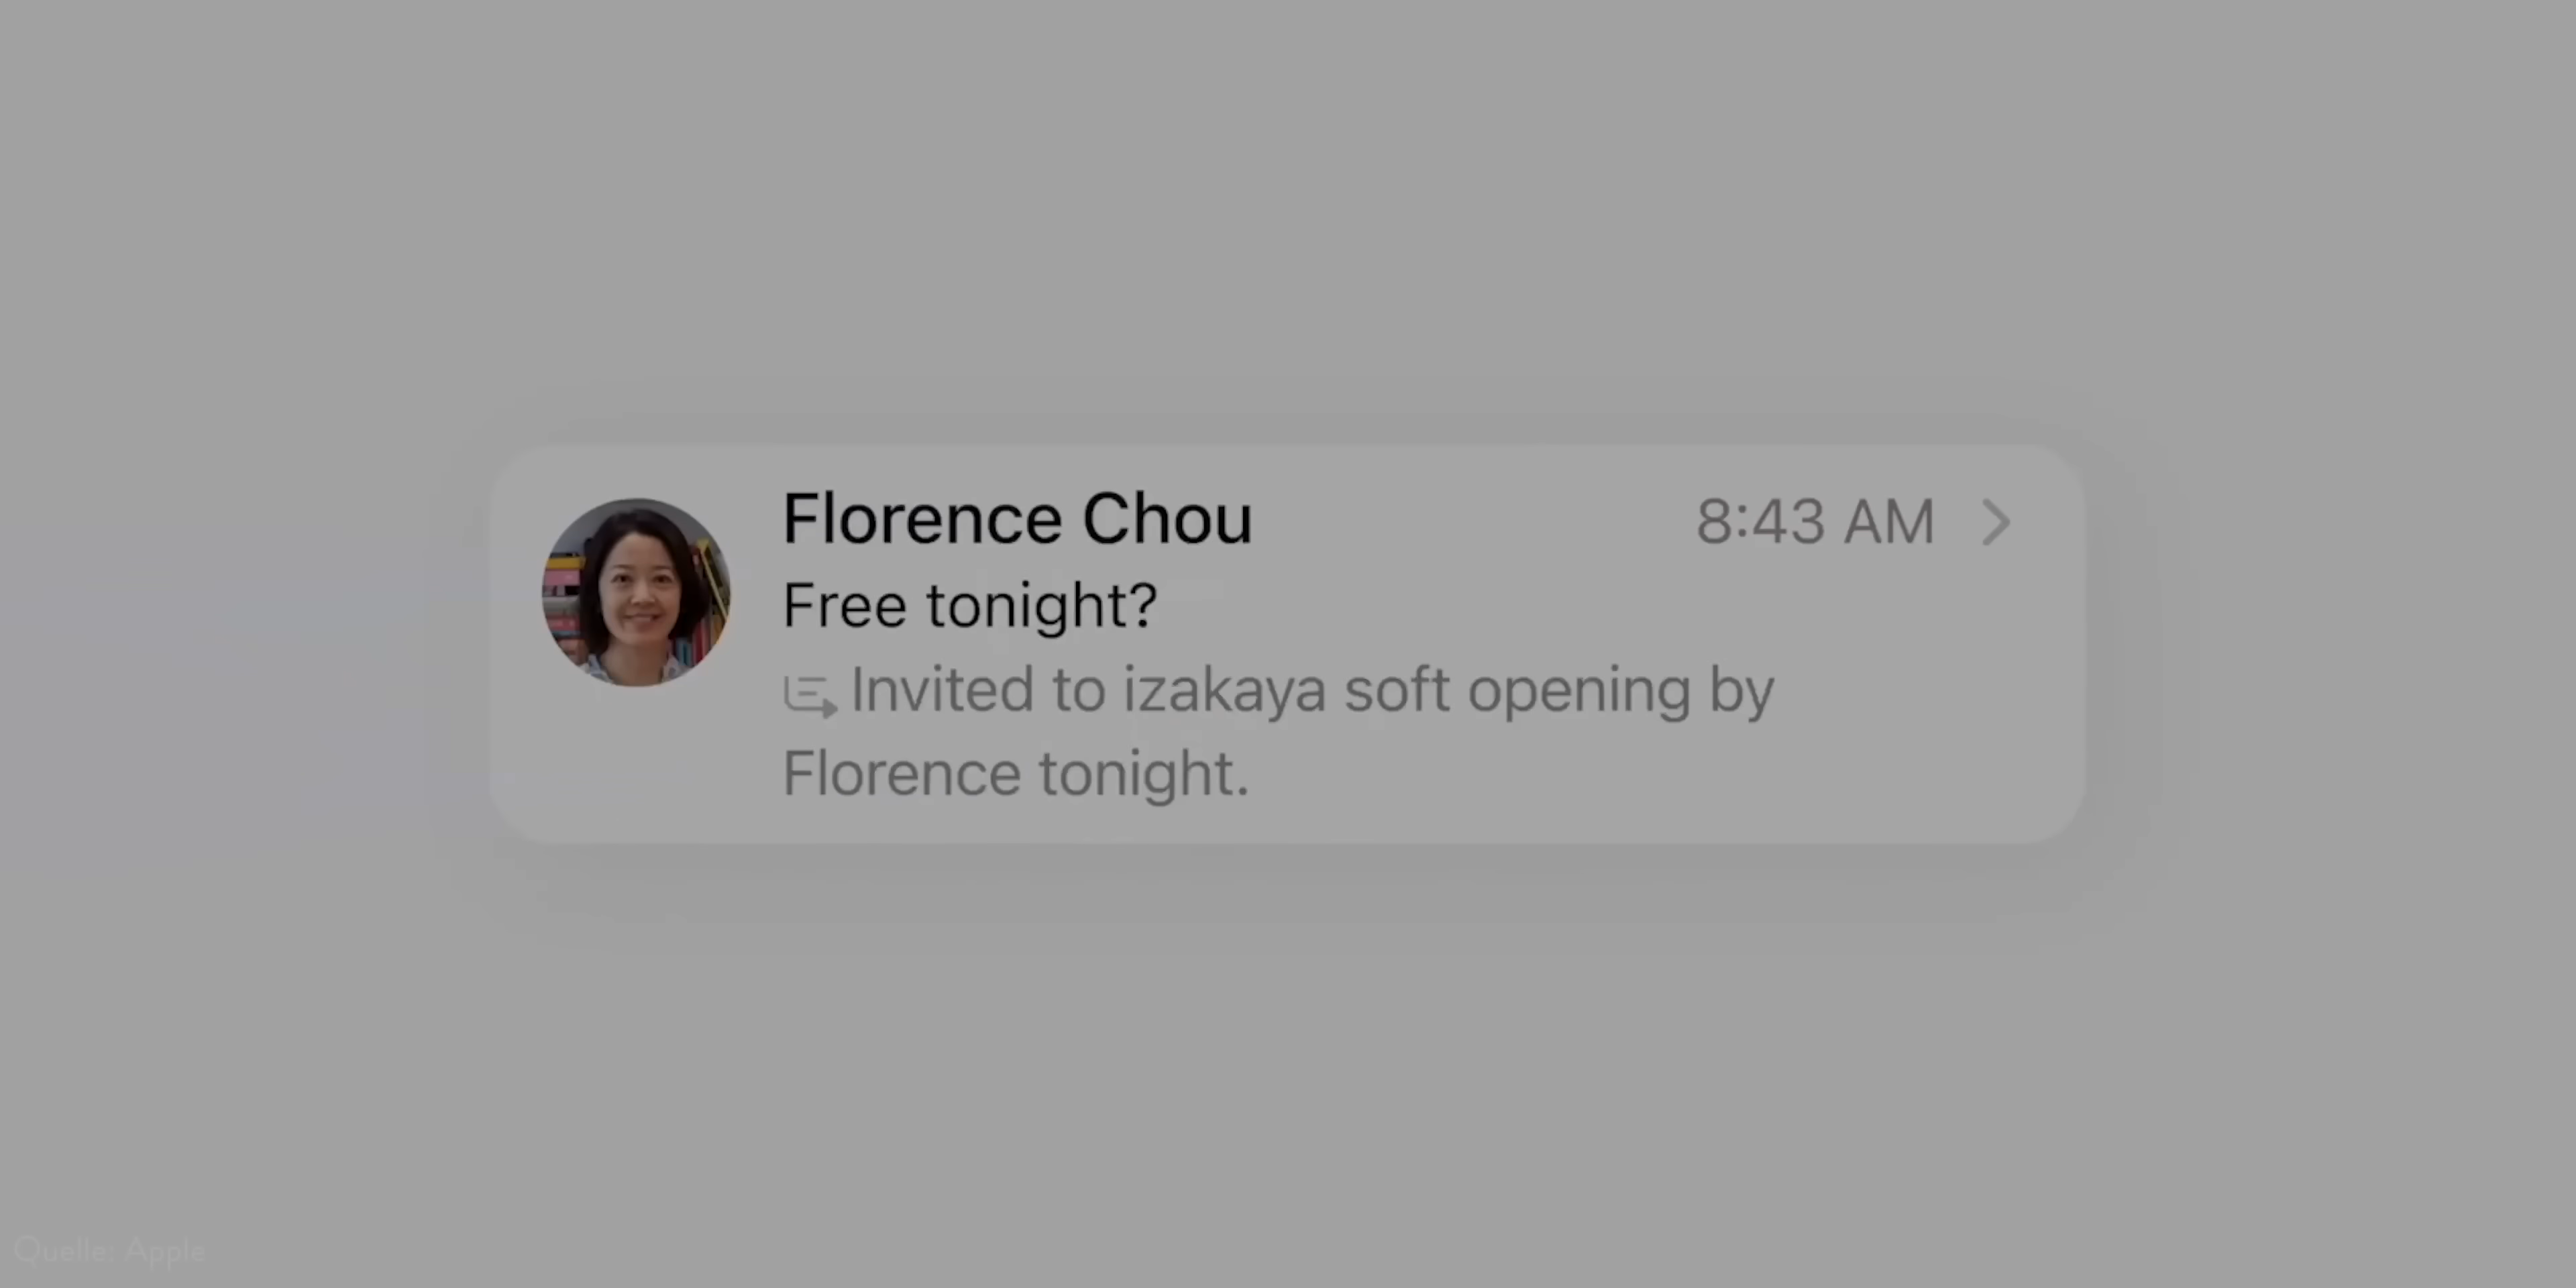 Florence Chou
8:43 AM
Free tonight?
Invited to izakaya soft opening by
Florence tonight.
Quelle: Apple